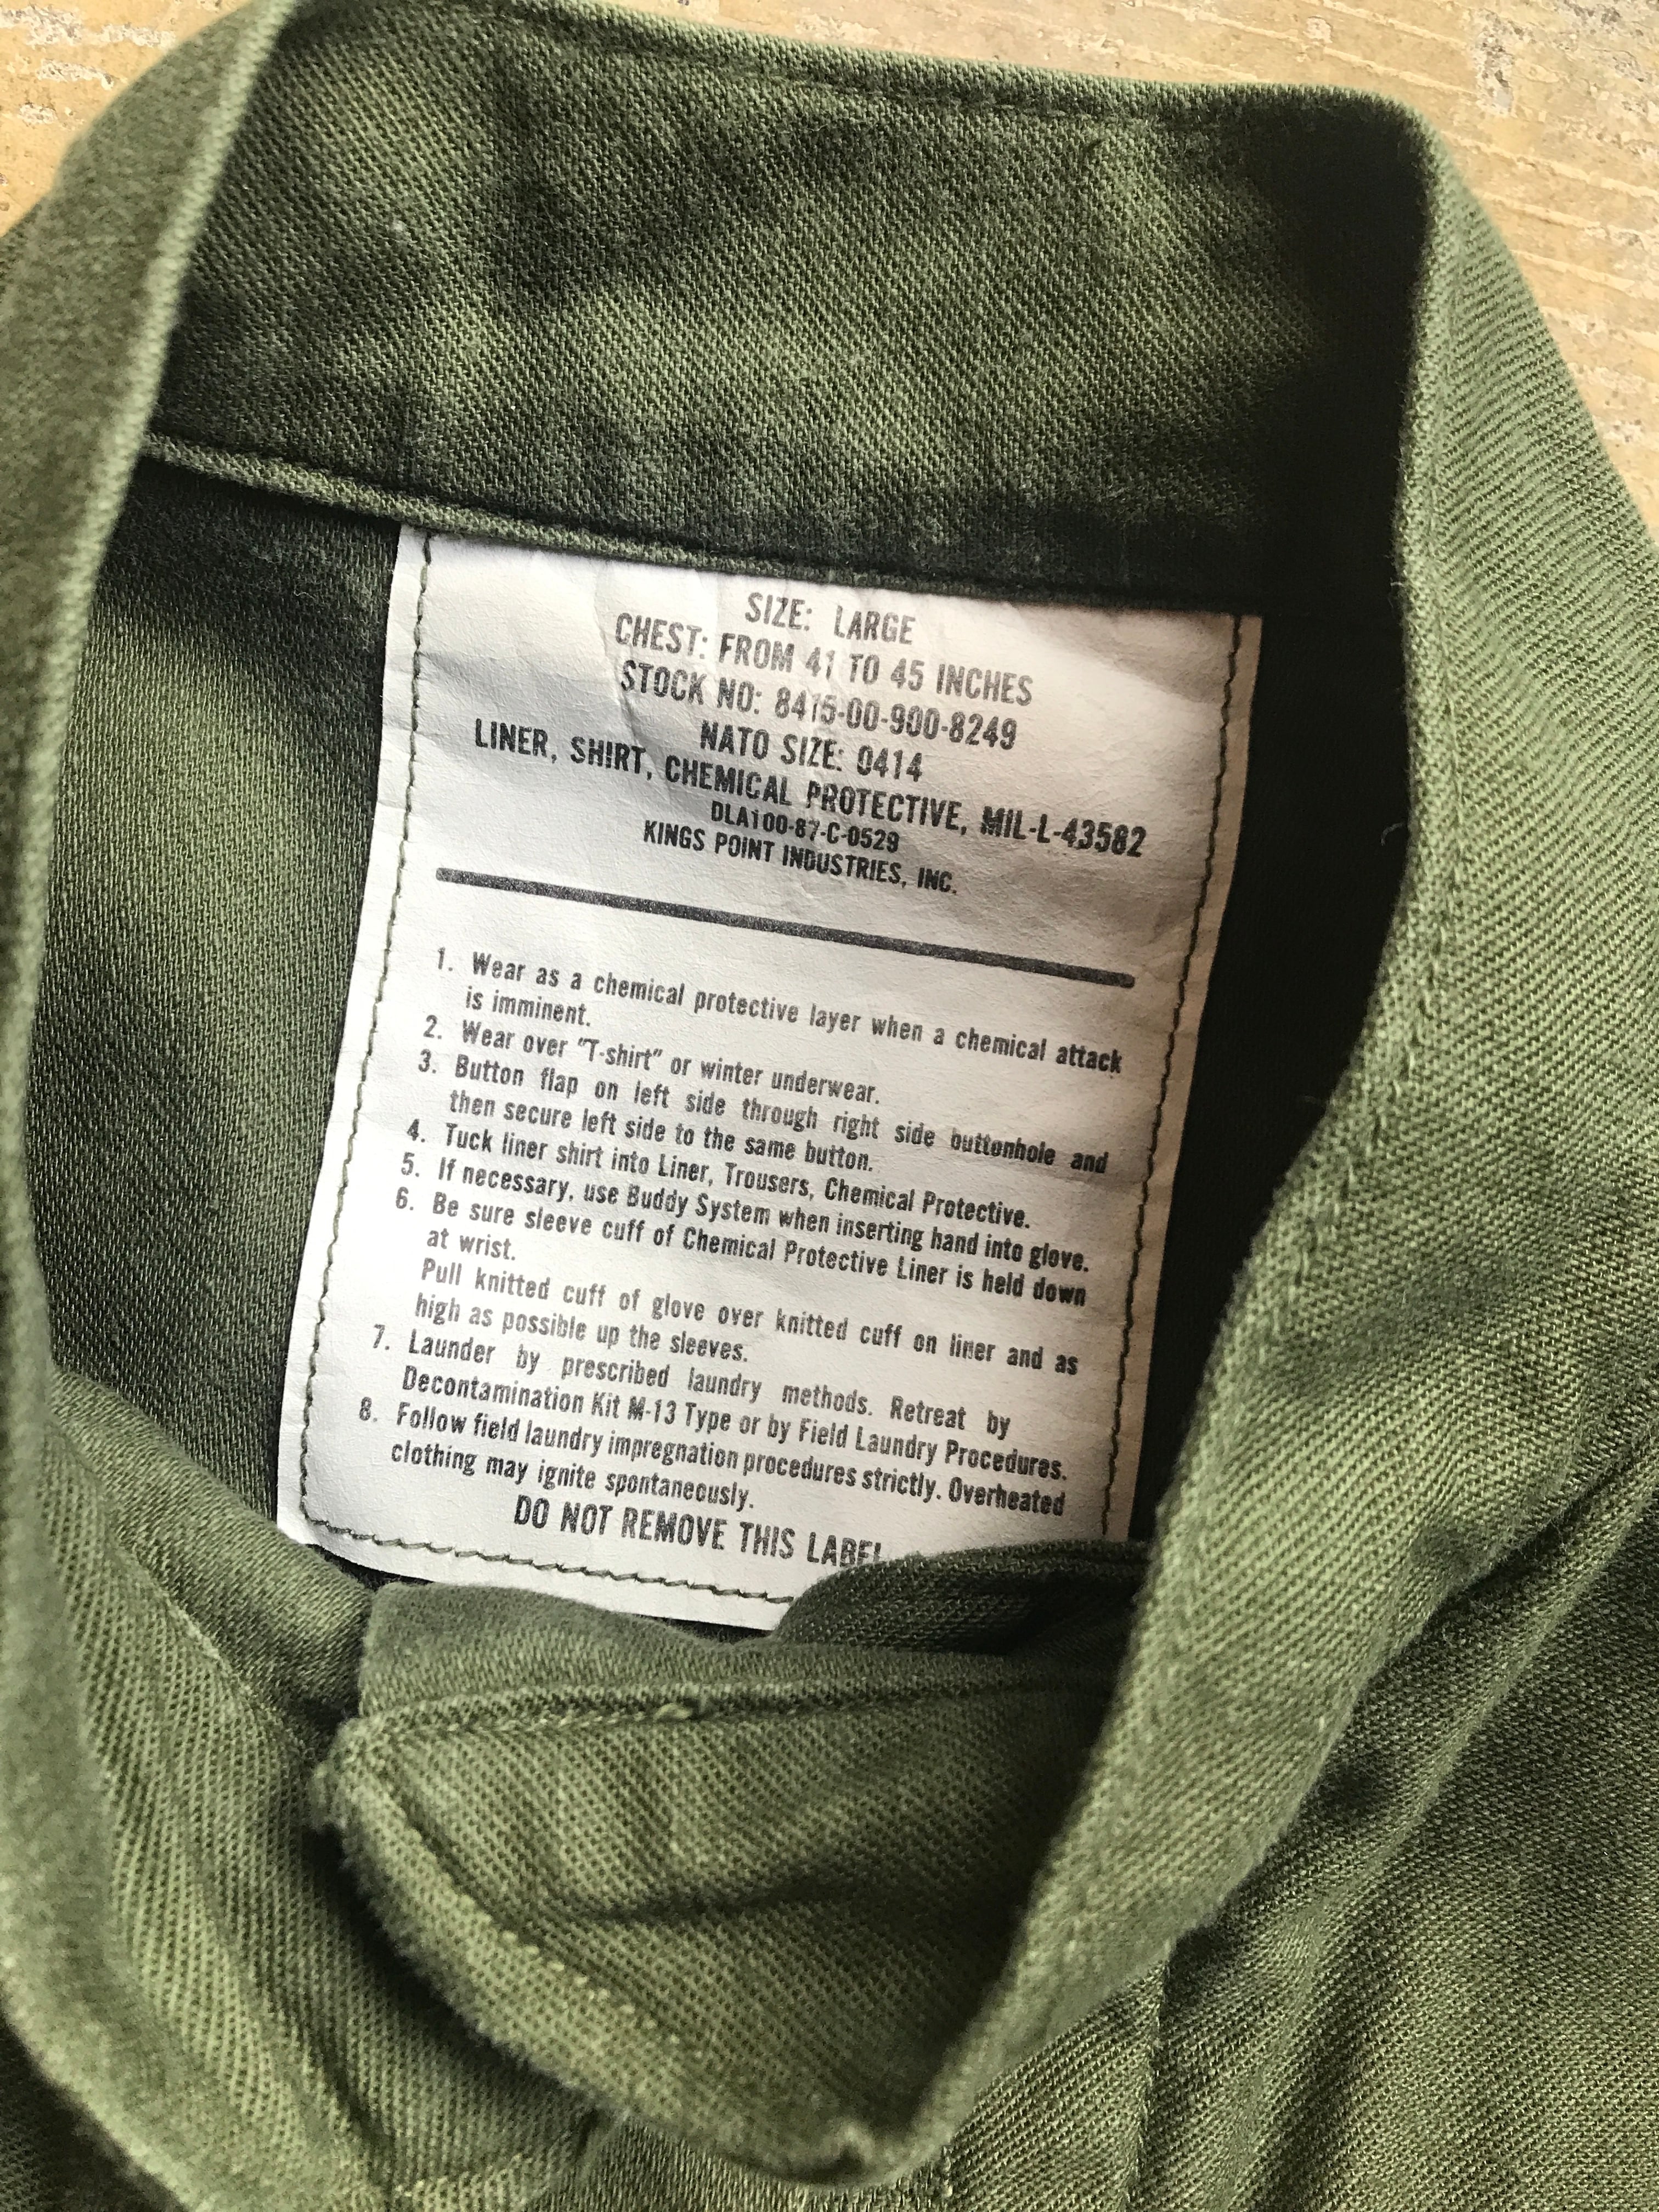 SIZE: LARGE
CHEST: FROM 41 TO 45 INCHES
STOCK NO: 8415-00-900-8249
NATO SIZE: 0414
LINER, SHIRT, CHEMICAL PROTECTIVE, MIL-L-43582
DLA100-87-C-0529
KINGS POINT INDUSTRIES, INC.
1. Wear as a chemical protective layer when a chemical attack
is imminent.
2. Wear over "T-shirt" or winter underwear.
3. Button flap on left side through right side buttonhole and
then secure left side to the same button.
4. Tuck liner shirt into Liner, Trousers, Chemical Protective.
5. If necessary, use Buddy System when inserting hand into glove.
6. Be sure sleeve cuff of Chemical Protective Liner is held down
at wrist.
Pull knitted cuff of glove over knitted cuff on liner and as
high as possible up the sleeves.
7. Launder by prescribed laundry methods. Retreat by
Decontamination Kit M-13 Type or by Field Laundry Procedures.
8. Follow field laundry impregnation procedures strictly. Overheated
clothing may ignite spontaneously.
DO NOT REMOVE THIS LABEL